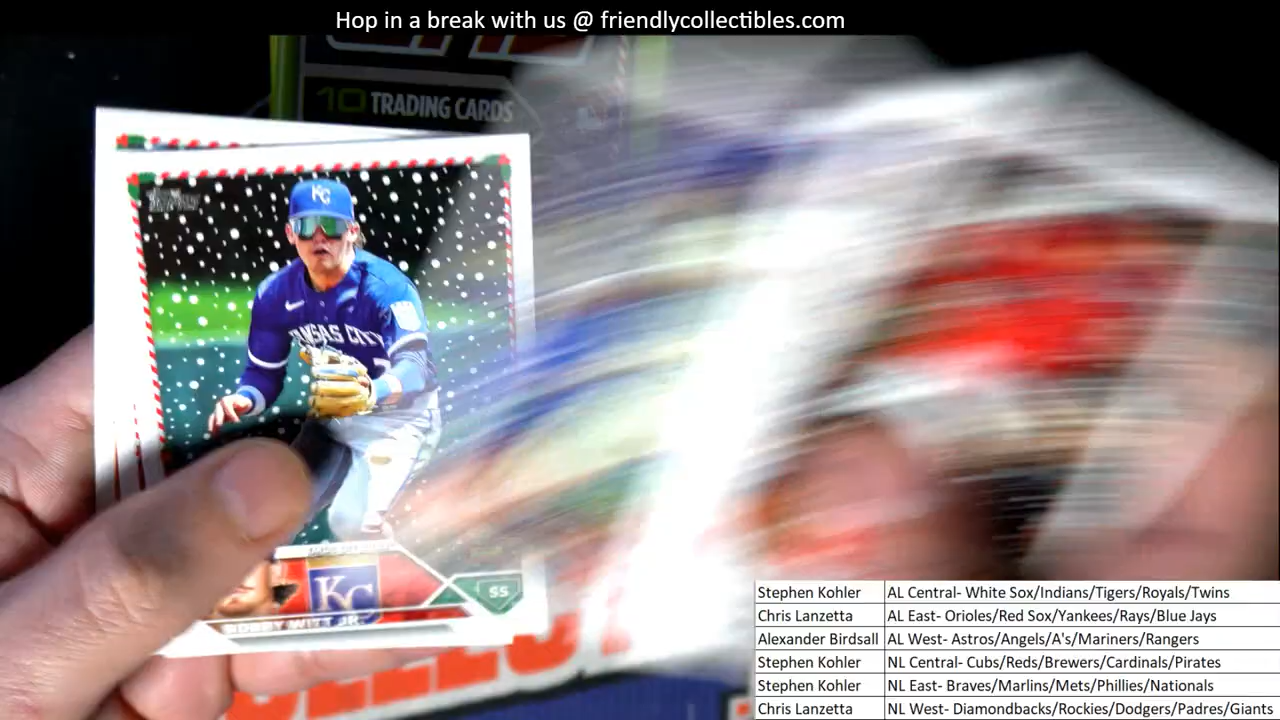 Hop in a break with us @ friendlycollectibles.com
10 TRADING CARDS
KC
KANSAS CITY
KC
SS
BOBBY WITT JR.
Stephen Kohler AL Central- White Sox/Indians/Tigers/Royals/Twins
Chris Lanzetta AL East- Orioles/Red Sox/Yankees/Rays/Blue Jays
Alexander Birdsall AL West- Astros/Angels/A's/Mariners/Rangers
Stephen Kohler NL Central- Cubs/Reds/Brewers/Cardinals/Pirates
Stephen Kohler NL East- Braves/Marlins/Mets/Phillies/Nationals
Chris Lanzetta NL West- Diamondbacks/Rockies/Dodgers/Padres/Giants